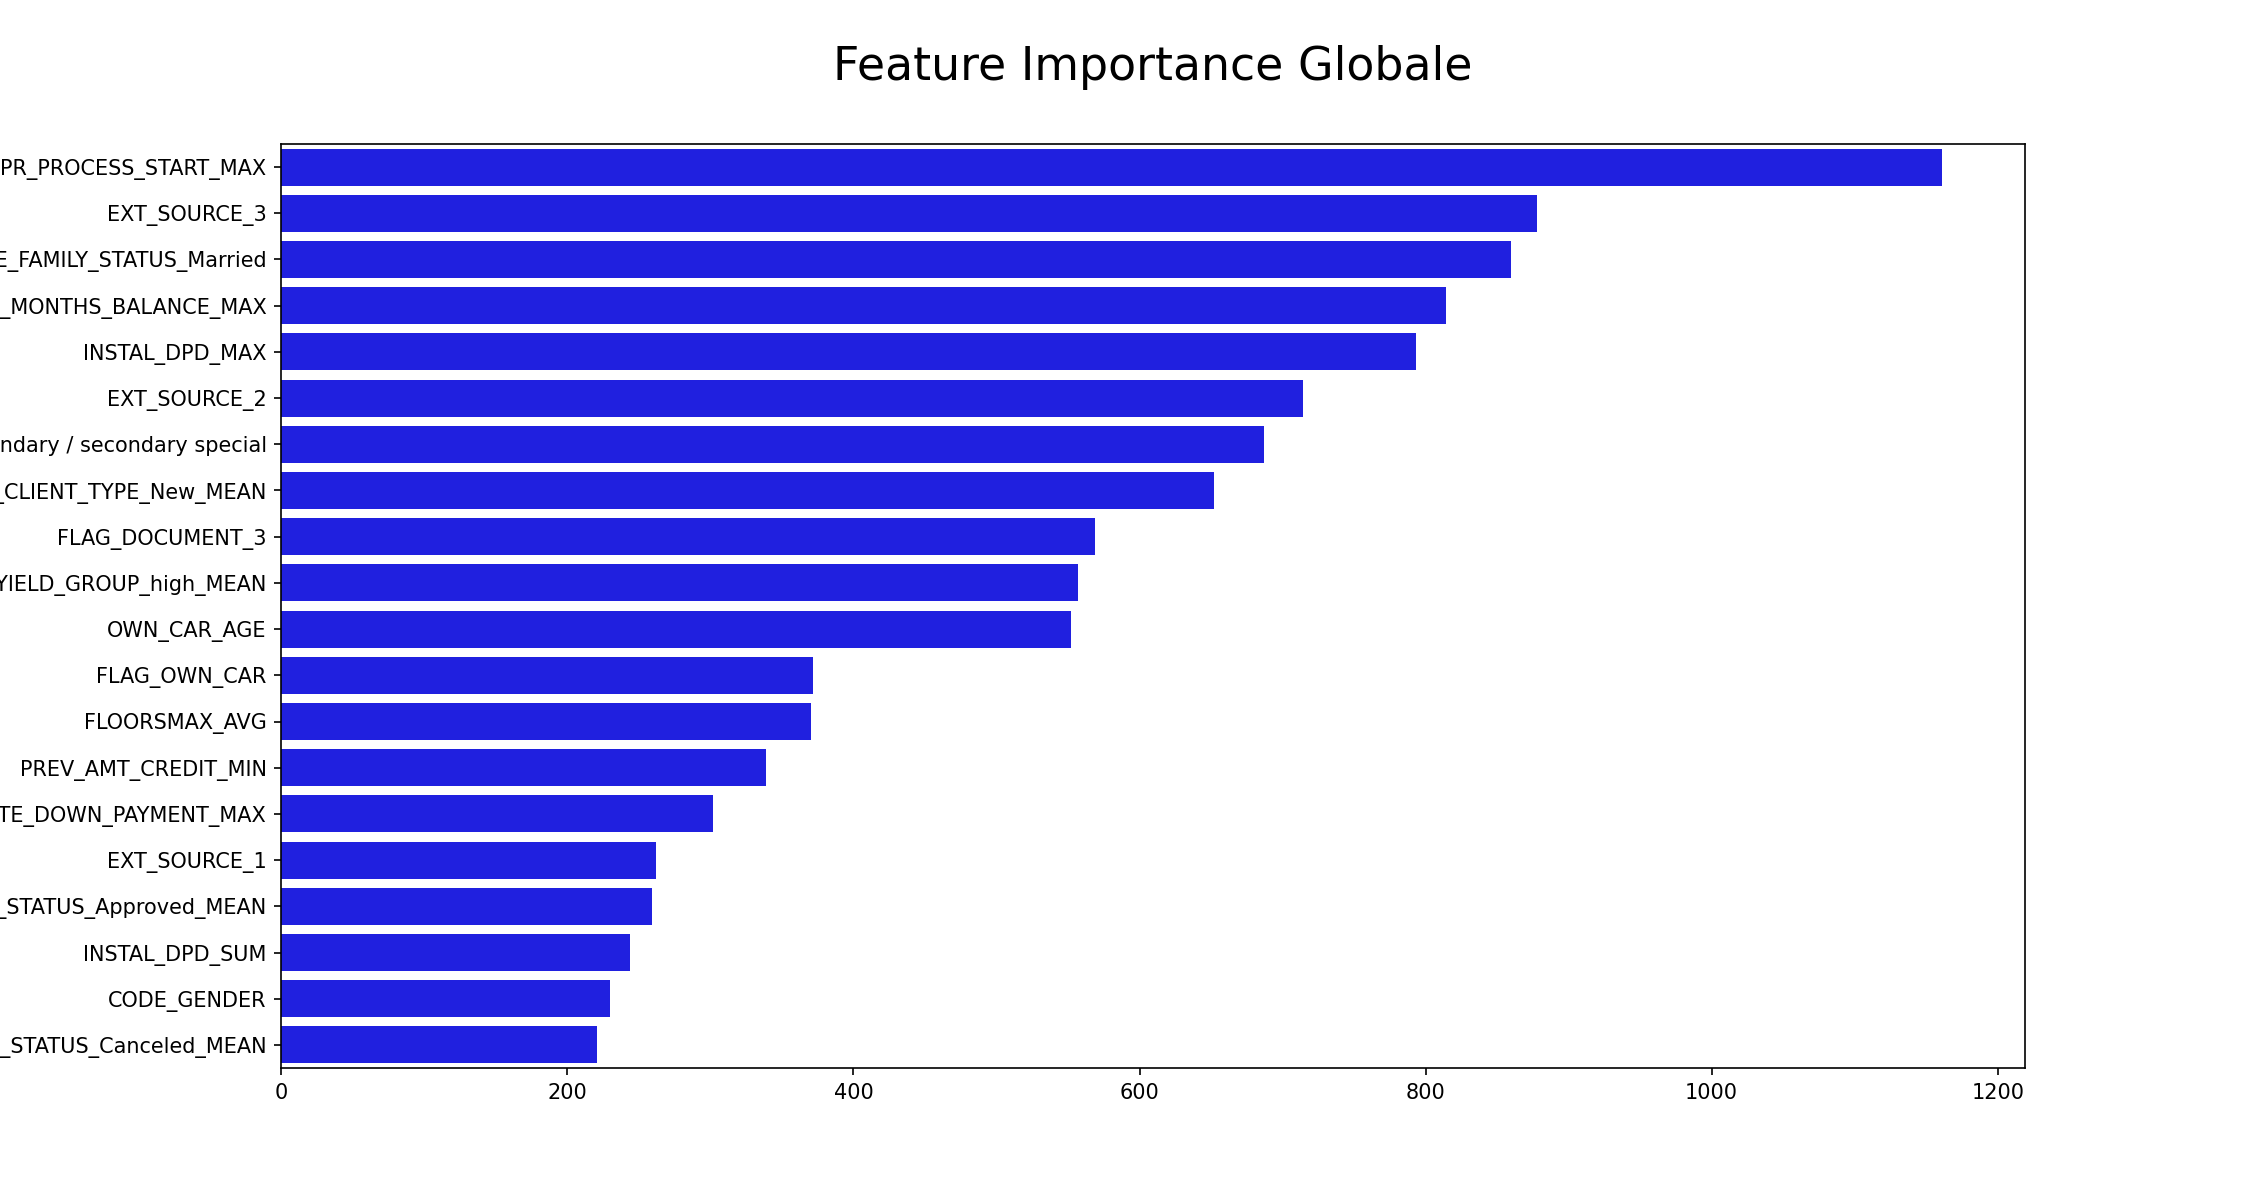 Feature Importance Globale
PR_PROCESS_START_MAX
EXT_SOURCE_3
E_FAMILY_STATUS_Married
_MONTHS_BALANCE_MAX
INSTAL_DPD_MAX
EXT_SOURCE_2
ndary / secondary special
_CLIENT_TYPE_New_MEAN
FLAG_DOCUMENT_3
YIELD_GROUP_high_MEAN
OWN_CAR_AGE
FLAG_OWN_CAR
FLOORSMAX_AVG
PREV_AMT_CREDIT_MIN
TE_DOWN_PAYMENT_MAX
EXT_SOURCE_1
_STATUS_Approved_MEAN
INSTAL_DPD_SUM
CODE_GENDER
_STATUS_Canceled_MEAN
0 200 400 600 800 1000 1200